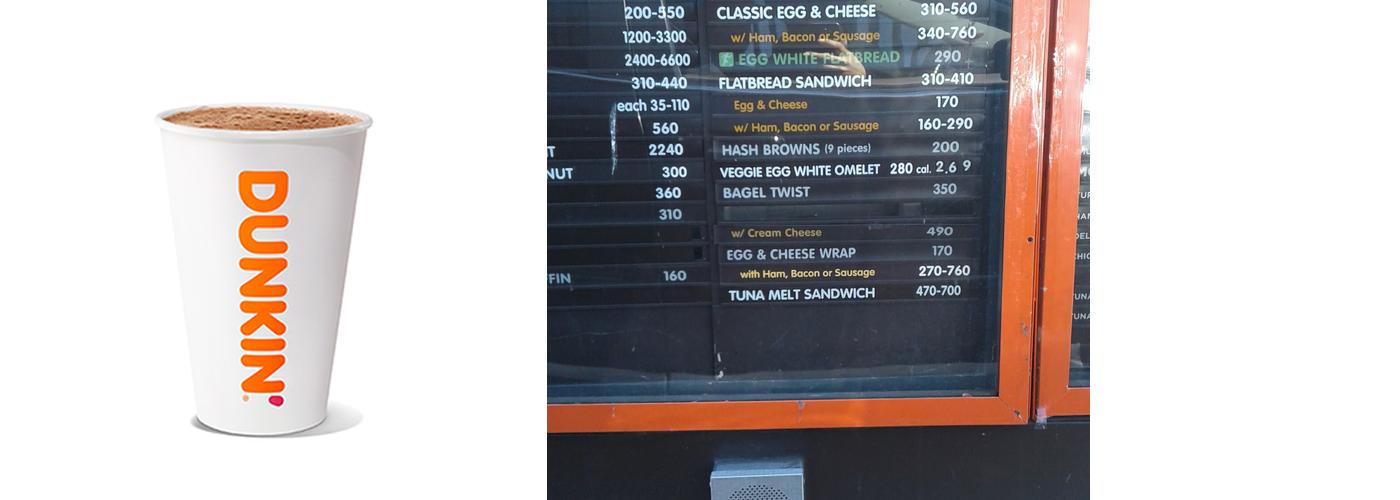 DUNKIN'
200-550
1200-3300
2400-6600
310-440
each 35-110
560
T 2240
NUT 300
360
310
FFIN 160
CLASSIC EGG & CHEESE 310-560
w/ Ham, Bacon or Sausage 340-760
EGG WHITE FLATBREAD 290
FLATBREAD SANDWICH 310-410
Egg & Cheese 170
w/ Ham, Bacon or Sausage 160-290
HASH BROWNS (9 pieces) 200
VEGGIE EGG WHITE OMELET 280 cal. 2.69
BAGEL TWIST 350
w/ Cream Cheese 490
EGG & CHEESE WRAP 170
with Ham, Bacon or Sausage 270-760
TUNA MELT SANDWICH 470-700